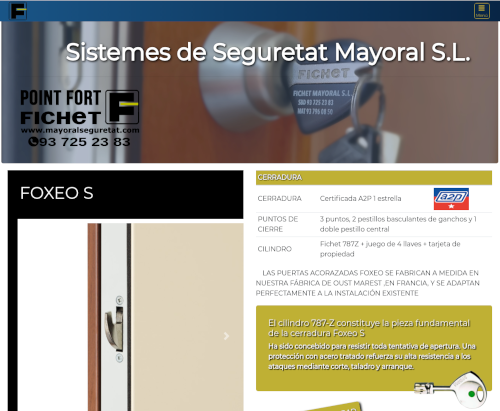 F
Menú
Sistemes de Seguretat Mayoral S.L.
FICHET
FICHET MAYORAL S.L.
POINT FORT
FICHET
www.mayoralseguretat.com
93 725 23 83
FOXEO S
CERRADURA
CERRADURA Certificada A2P 1 estrella
a2p
PUNTOS DE CIERRE 3 puntos, 2 pestillos basculantes de ganchos y 1
doble pestillo central
CILINDRO Fichet 787Z + juego de 4 llaves + tarjeta de
propiedad
LAS PUERTAS ACORAZADAS FOXEO SE FABRICAN A MEDIDA EN
NUESTRA FÁBRICA DE OUST MAREST ,EN FRANCIA, Y SE ADAPTAN
PERFECTAMENTE A LA INSTALACIÓN EXISTENTE
El cilindro 787-Z constituye la pieza fundamental
de la cerradura Foxeo S
Ha sido concebido para resistir toda tentativa de apertura. Una
protección con acero tratado refuerza su alta resistencia a los
ataques mediante corte, taladro y arranque.